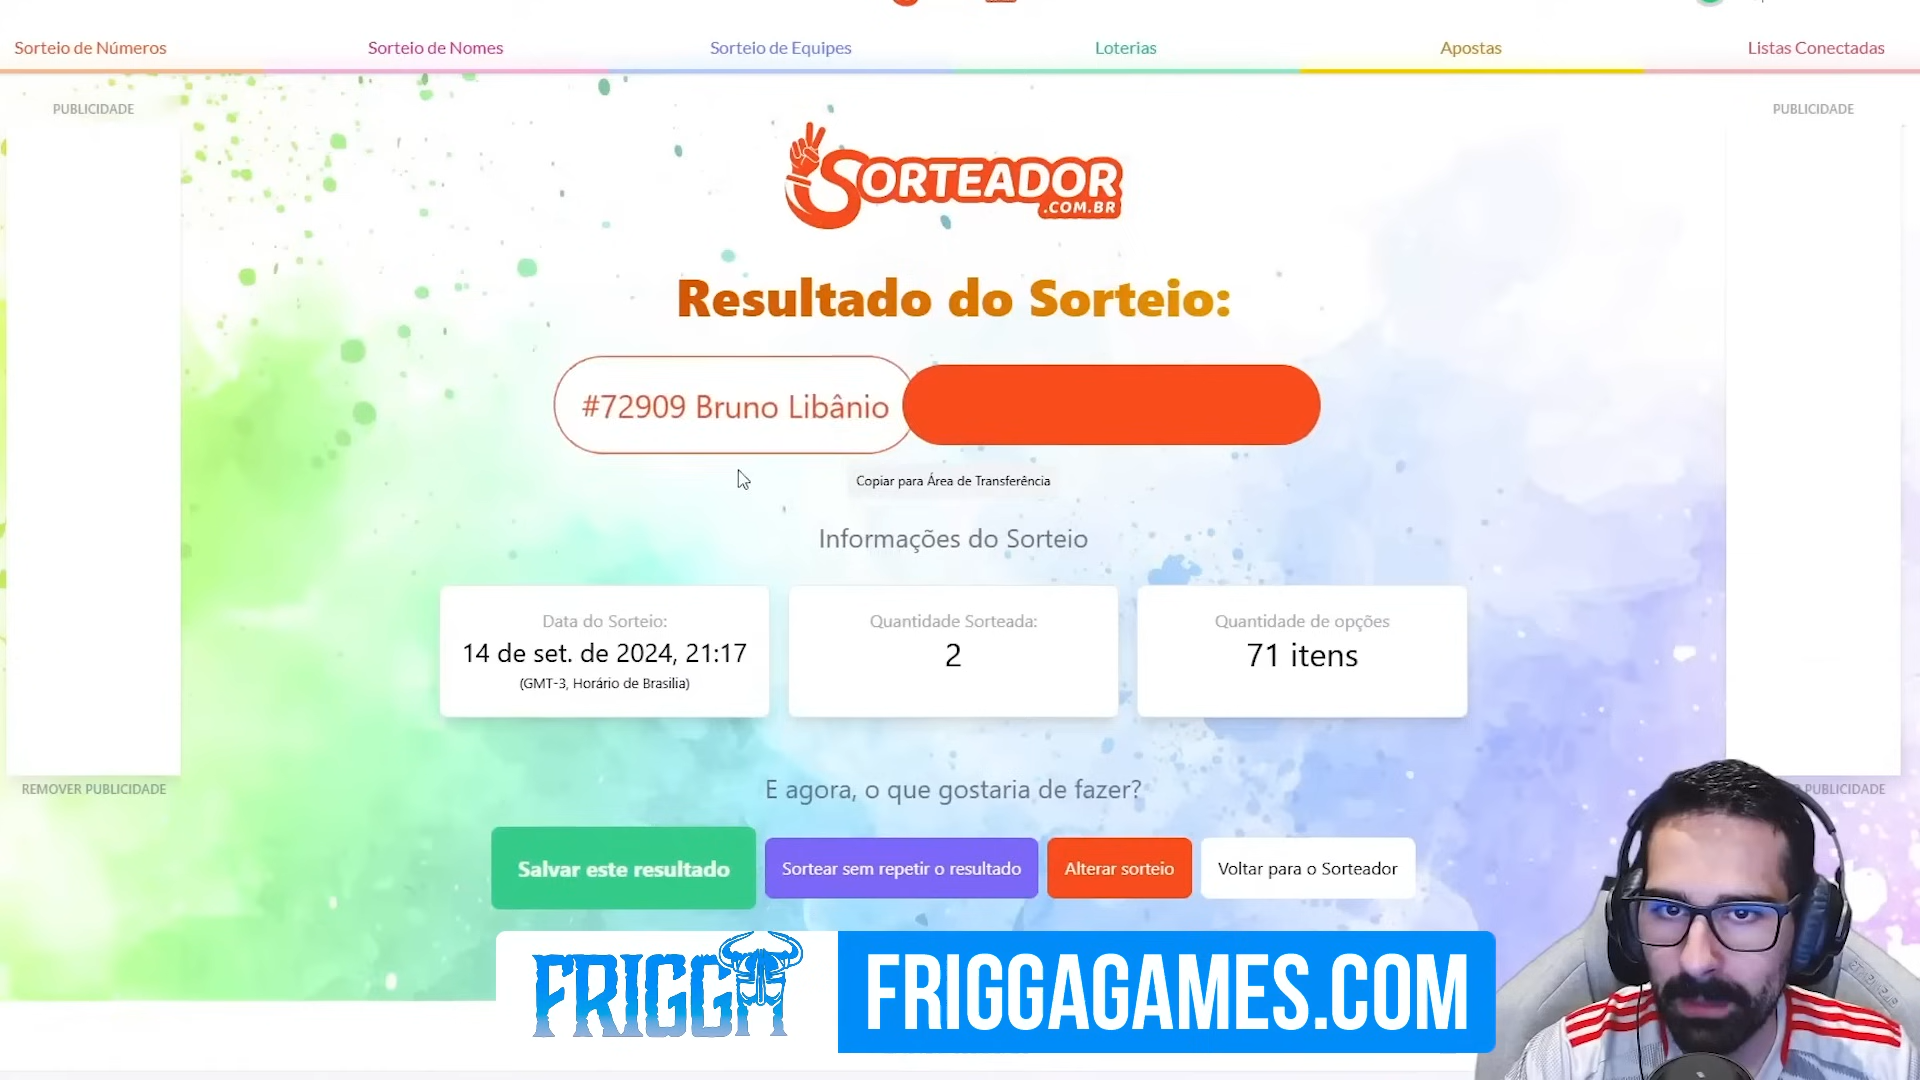 Sorteio de Números
Sorteio de Nomes
Sorteio de Equipes
Loterias
Apostas
Listas Conectadas
PUBLICIDADE
PUBLICIDADE
SORTEADOR
.COM.BR
Resultado do Sorteio:
#72909 Bruno Libânio
Copiar para Área de Transferência
Informações do Sorteio
Data do Sorteio:
14 de set. de 2024, 21:17
(GMT-3, Horário de Brasilia)
Quantidade Sorteada:
2
Quantidade de opções
71 itens
REMOVER PUBLICIDADE
PUBLICIDADE
E agora, o que gostaria de fazer?
Salvar este resultado
Sortear sem repetir o resultado
Alterar sorteio
Voltar para o Sorteador
FRIGGA
FRIGGAGAMES.COM